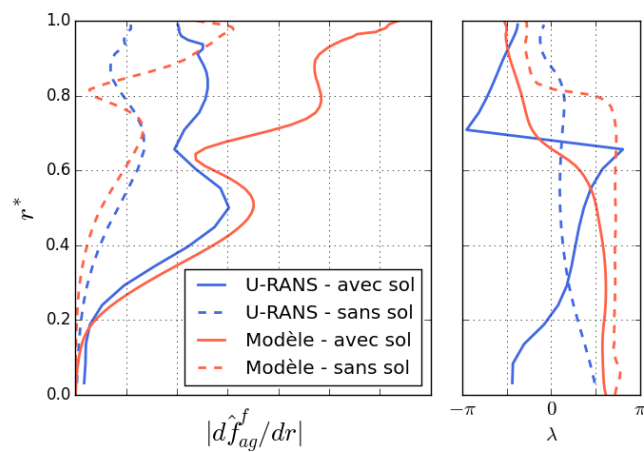 1.0
0.8
0.6
0.4
0.2
0.0
r*
U-RANS - avec sol
U-RANS - sans sol
Modèle - avec sol
Modèle - sans sol
|df̂ᶠ_ag/dr|
−π 0 π
λ